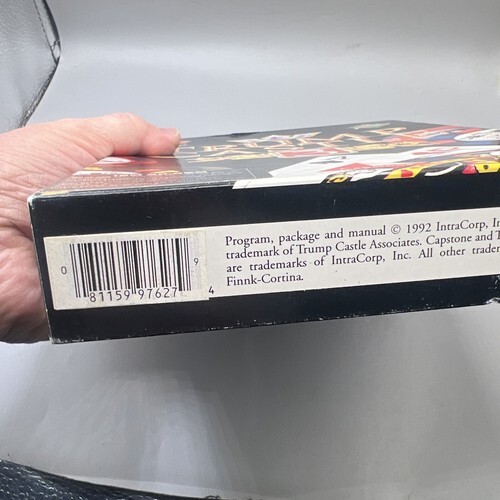 Program, package and manual © 1992 IntraCorp, In
trademark of Trump Castle Associates. Capstone and T
are trademarks of IntraCorp, Inc. All other trade
Finnk-Cortina.
0 9
81159 97627 4